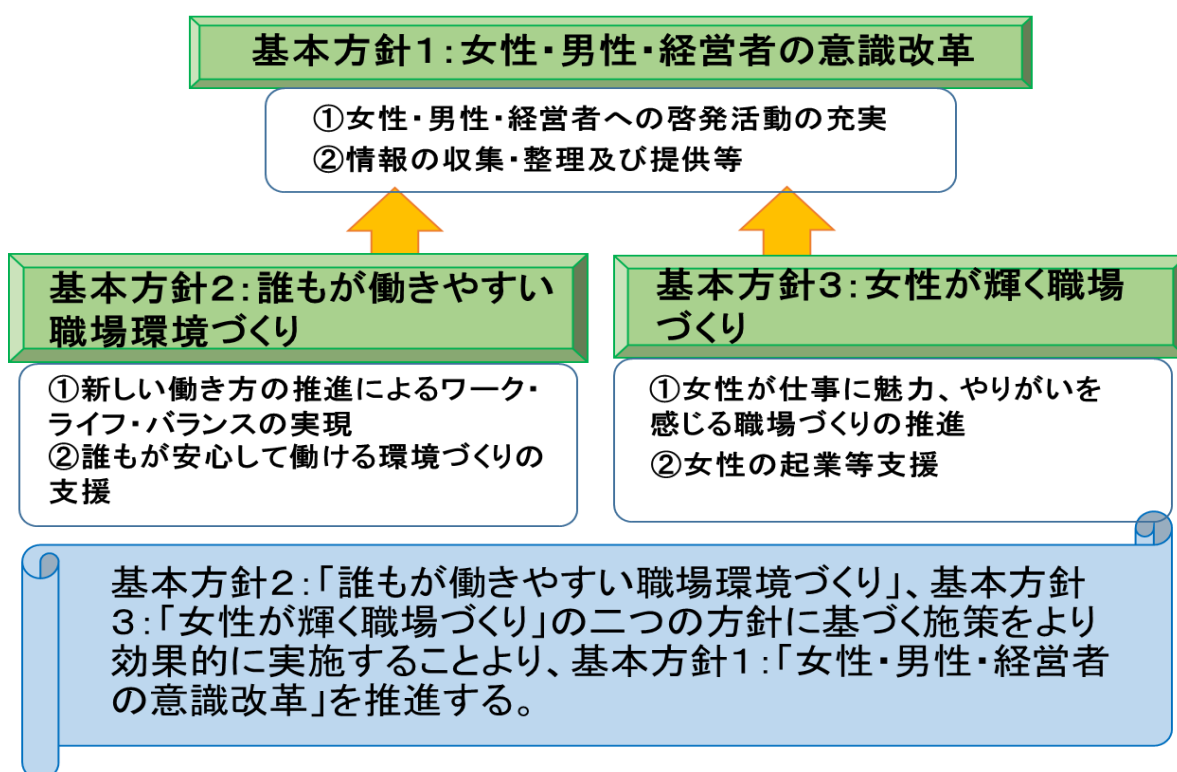 基本方針１：女性・男性・経営者の意識改革
①女性・男性・経営者への啓発活動の充実
②情報の収集・整理及び提供等
基本方針２：誰もが働きやすい
職場環境づくり
①新しい働き方の推進によるワーク・
ライフ・バランスの実現
②誰もが安心して働ける環境づくりの
支援
基本方針３：女性が輝く職場
づくり
①女性が仕事に魅力、やりがいを
感じる職場づくりの推進
②女性の起業等支援
基本方針２：「誰もが働きやすい職場環境づくり」、基本方針
３：「女性が輝く職場づくり」の二つの方針に基づく施策をより
効果的に実施することより、基本方針１：「女性・男性・経営者
の意識改革」を推進する。